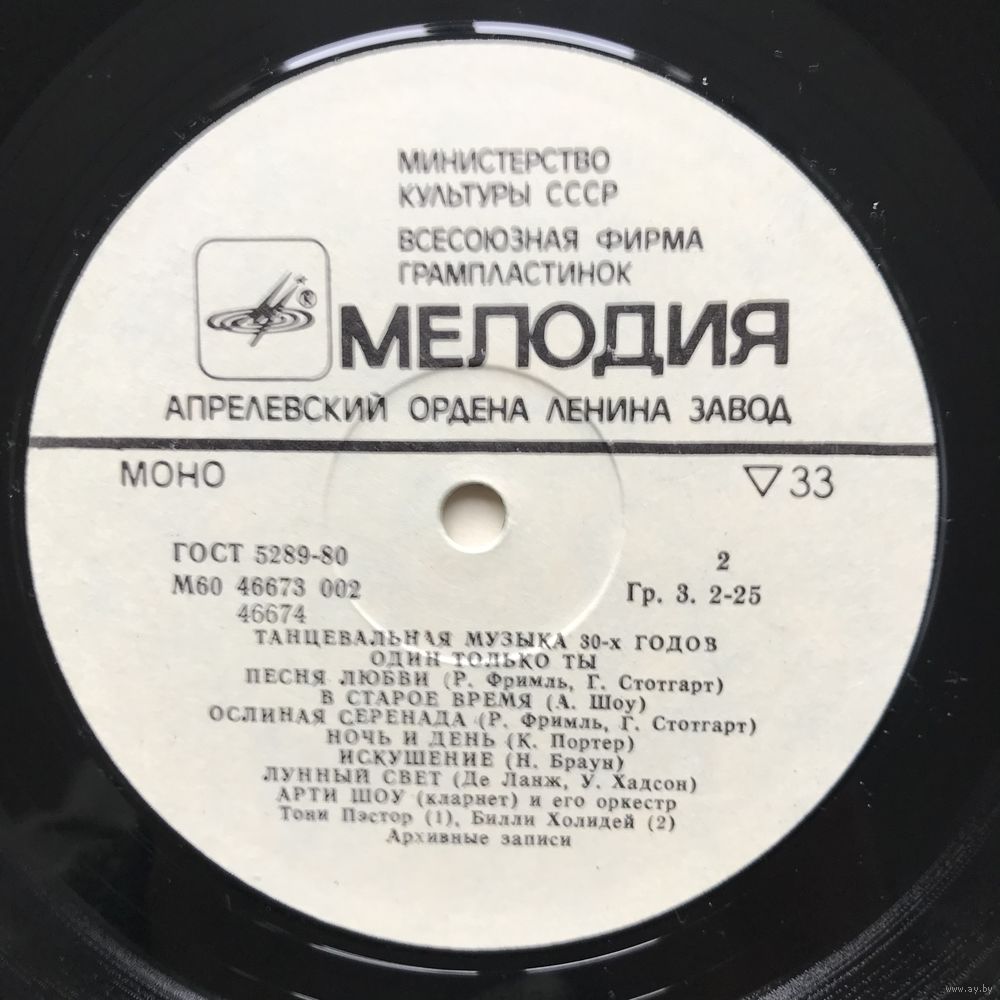 МИНИСТЕРСТВО
КУЛЬТУРЫ СССР
ВСЕСОЮЗНАЯ ФИРМА
ГРАМПЛАСТИНОК
МЕЛОДИЯ
АПРЕЛЕВСКИЙ ОРДЕНА ЛЕНИНА ЗАВОД
МОНО ▽33
ГОСТ 5289-80 2
М60 46673 002 Гр. 3. 2-25
46674
ТАНЦЕВАЛЬНАЯ МУЗЫКА 30-х ГОДОВ
ОДИН ТОЛЬКО ТЫ
ПЕСНЯ ЛЮБВИ (Р. Фримль, Г. Стотгарт)
В СТАРОЕ ВРЕМЯ (А. Шоу)
ОСЛИНАЯ СЕРЕНАДА (Р. Фримль, Г. Стотгарт)
НОЧЬ И ДЕНЬ (К. Портер)
ИСКУШЕНИЕ (Н. Браун)
ЛУННЫЙ СВЕТ (Де Ланж, У. Хадсон)
АРТИ ШОУ (кларнет) и его оркестр
Тони Пэстор (1), Билли Холидей (2)
Архивные записи
www.ay.by